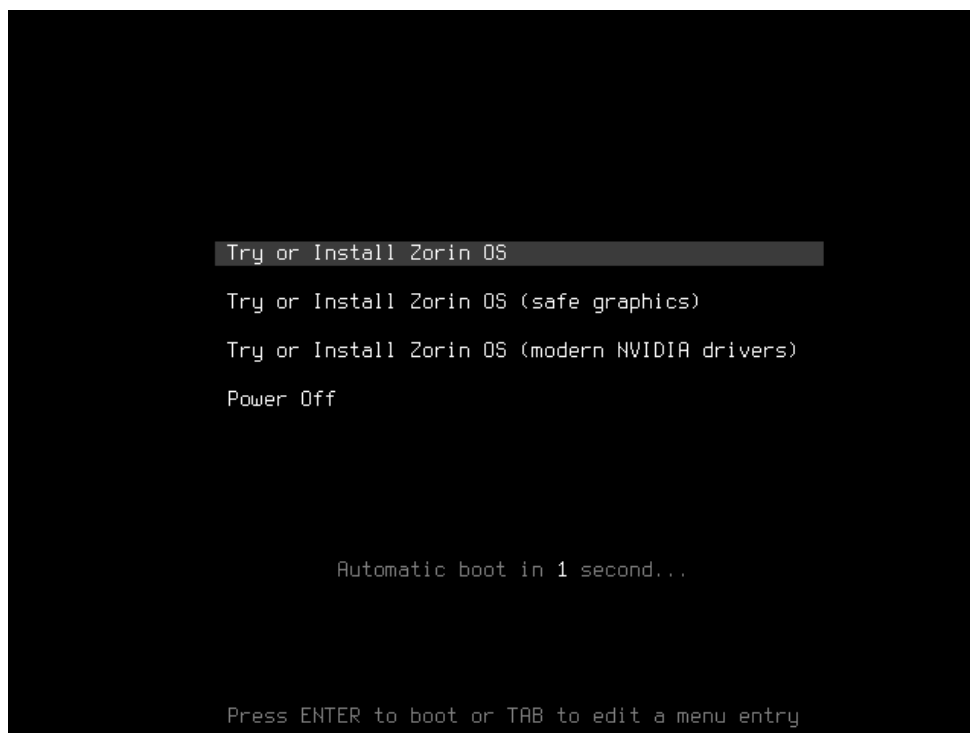 Try or Install Zorin OS
Try or Install Zorin OS (safe graphics)
Try or Install Zorin OS (modern NVIDIA drivers)
Power Off
Automatic boot in 1 second...
Press ENTER to boot or TAB to edit a menu entry